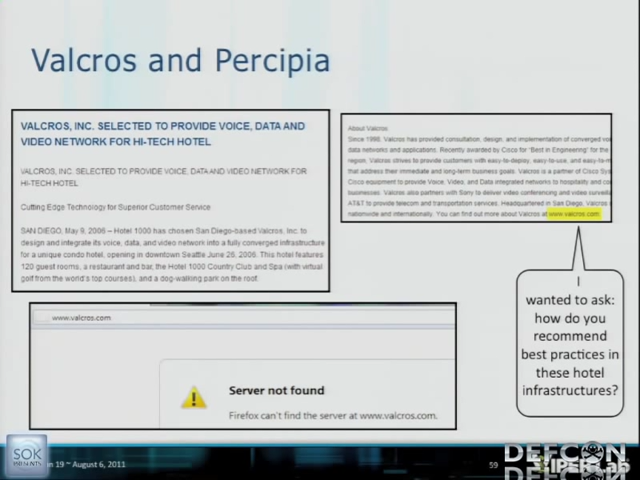 Valcros and Percipia
VALCROS, INC. SELECTED TO PROVIDE VOICE, DATA AND
VIDEO NETWORK FOR HI-TECH HOTEL
VALCROS, INC. SELECTED TO PROVIDE VOICE, DATA AND VIDEO NETWORK FOR
HI-TECH HOTEL
Cutting Edge Technology for Superior Customer Service
SAN DIEGO, May 9, 2006 – Hotel 1000 has chosen San Diego-based Valcros, Inc. to
design and integrate its voice, data, and video network into a fully converged infrastructure
for a unique condo hotel, opening in downtown Seattle June 26, 2006. This hotel features
120 guest rooms, a restaurant and bar, the Hotel 1000 Country Club and Spa (with virtual
golf from the world's top courses), and a dog-walking park on the roof.
About Valcros
Since 1998, Valcros has provided consultation, design, and implementation of converged
data networks and applications. Recently awarded by Cisco for "Best in Engineering" for the
region, Valcros strives to provide customers with easy-to-deploy, easy-to-use, and
that address their immediate and long-term business goals. Valcros is a partner of Cisco
Cisco equipment to provide Voice, Video, and Data integrated networks to hospitality and
businesses. Valcros also partners with Sony to deliver video conferencing and video
AT&T to provide telecom and transportation services. Headquartered in San Diego, Valcros
nationwide and internationally. You can find out more about Valcros at www.valcros.com
I
wanted to ask:
how do you
recommend
best practices in
these hotel
infrastructures?
www.valcros.com/
Server not found
Firefox can't find the server at www.valcros.com.
SOK
PRESENTS
19 ~ August 6, 2011
59
DEFCON
VIPER Lab